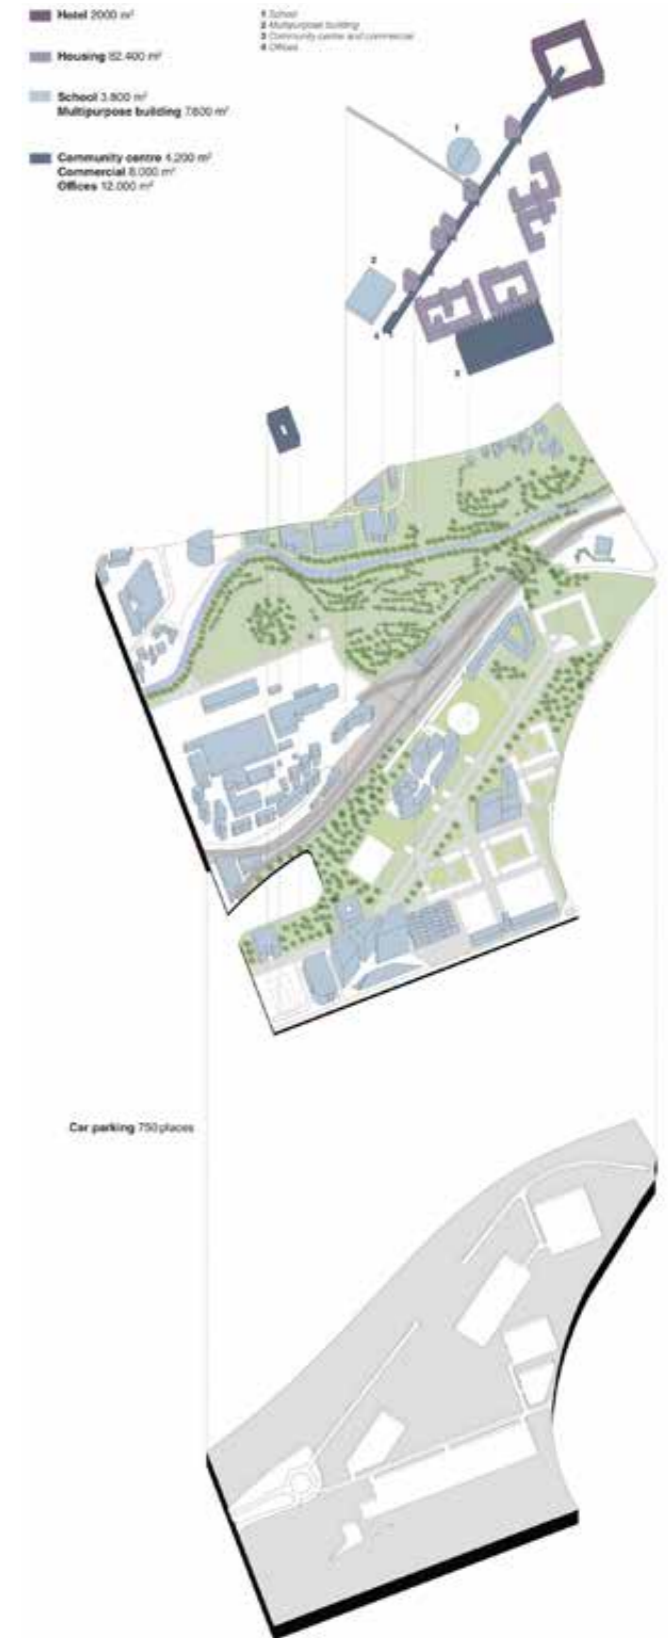 Hotel 2000 m²
Housing 82.400 m²
School 3.800 m²
Multipurpose building 7.600 m²
Community centre 4.200 m²
Commercial 8.000 m²
Offices 12.000 m²
1 School
2 Multipurpose building
3 Community centre and commercial
4 Offices
1
2
4
3
Car parking 750 places